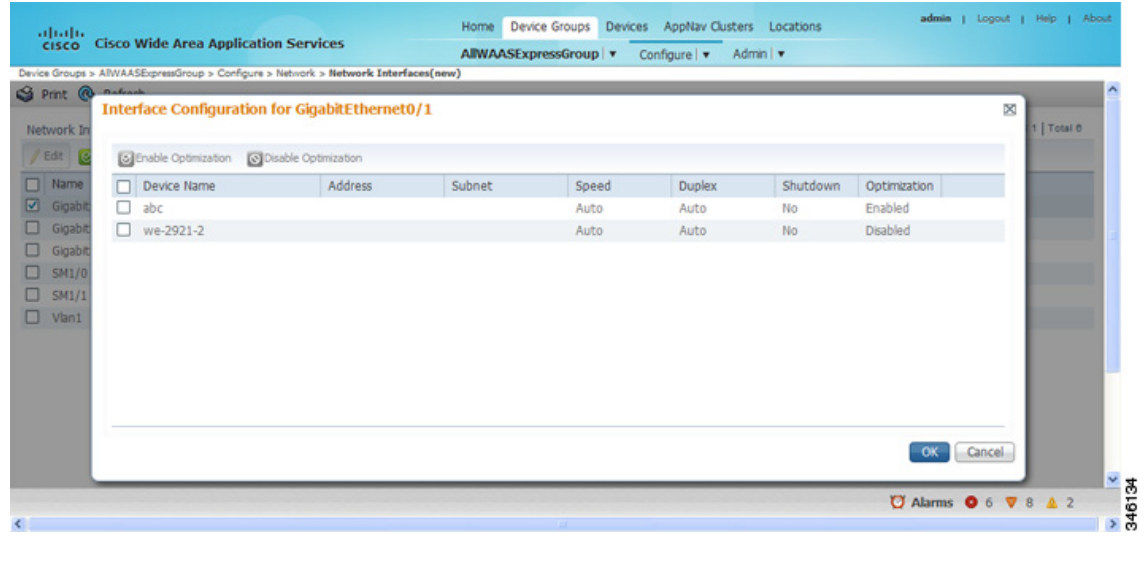 Home Device Groups Devices AppNav Clusters Locations
admin | Logout | Help | About
CISCO Cisco Wide Area Application Services
AllWAASExpressGroup | Configure | Admin |
Device Groups > AllWAASExpressGroup > Configure > Network > Network Interfaces(new)
Print
Interface Configuration for GigabitEthernet0/1
Network In
1 | Total 6
Edit
Enable Optimization Disable Optimization
Name
Device Name Address Subnet Speed Duplex Shutdown Optimization
Gigabit
abc Auto Auto No Enabled
Gigabit
we-2921-2 Auto Auto No Disabled
Gigabit
SM1/0
SM1/1
Vlan1
OK Cancel
Alarms 6 8 2
346134